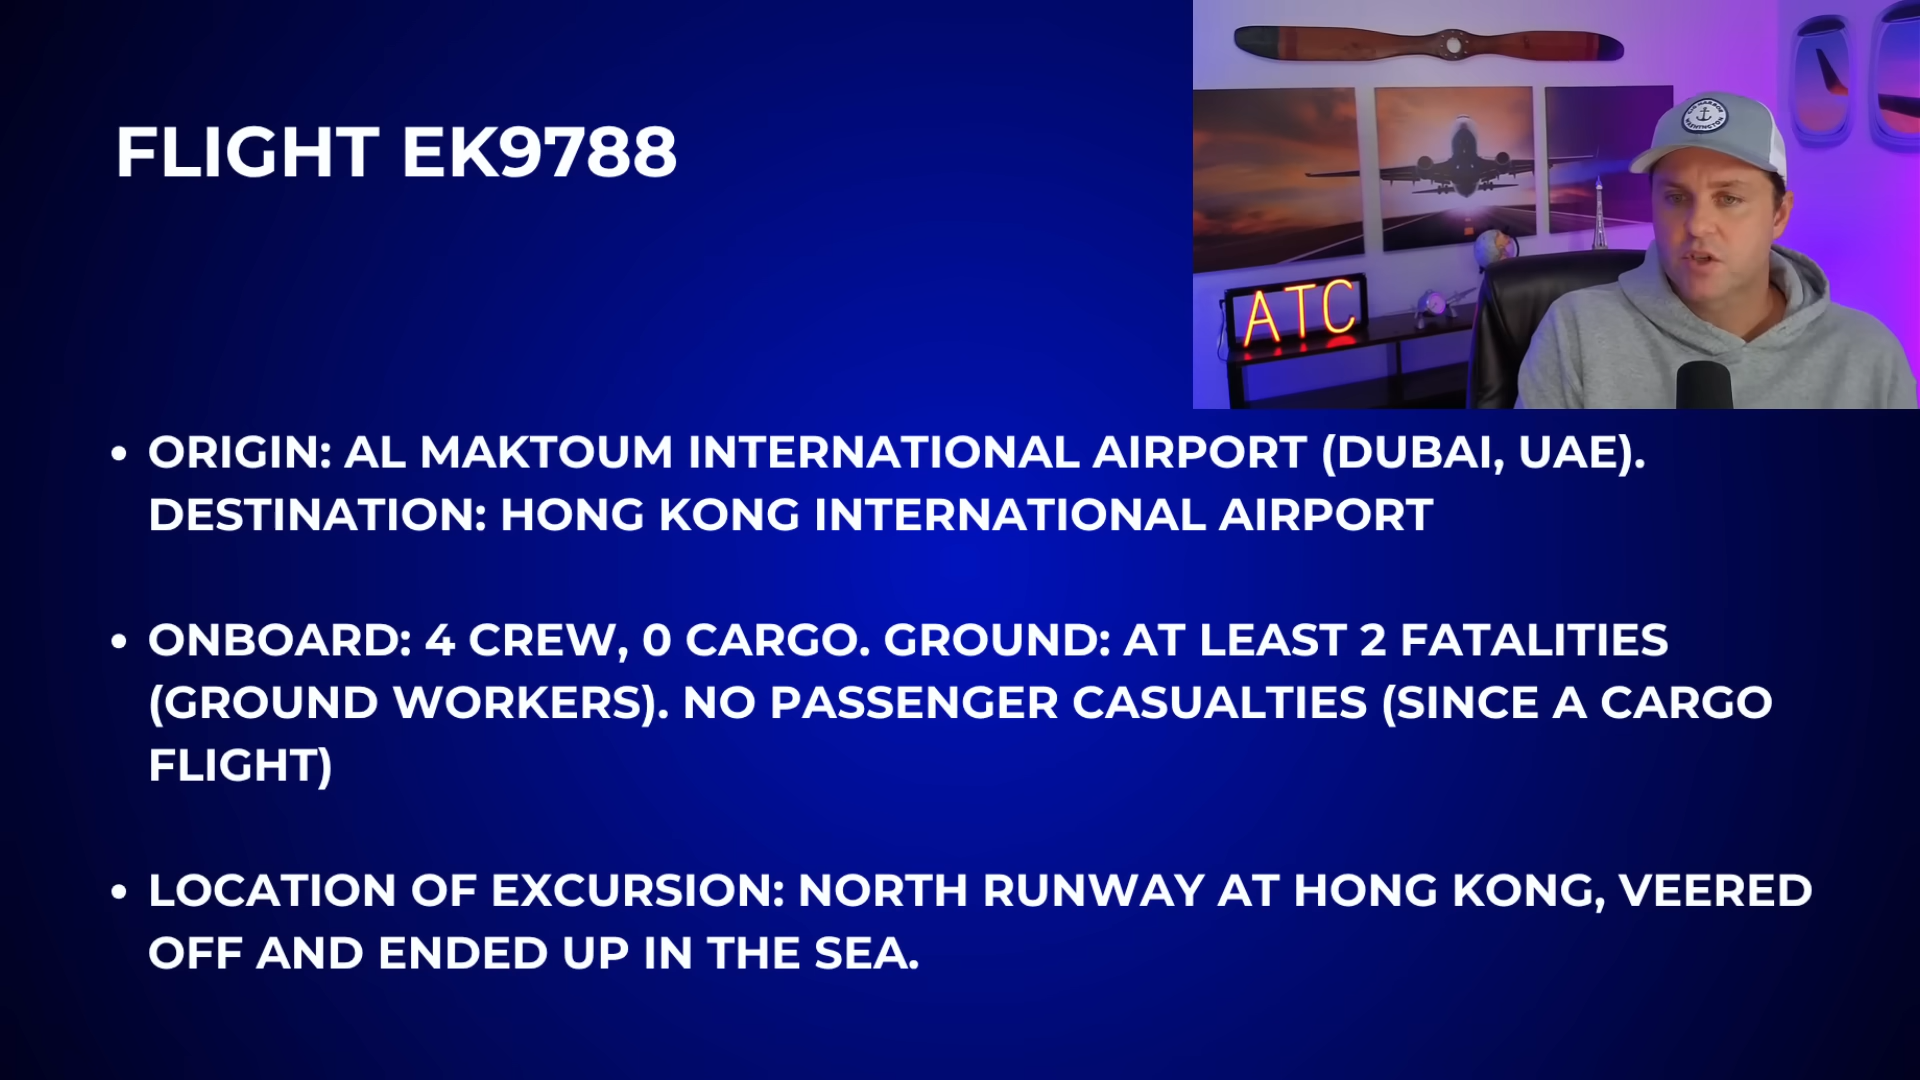 FLIGHT EK9788
ATC
• ORIGIN: AL MAKTOUM INTERNATIONAL AIRPORT (DUBAI, UAE).
DESTINATION: HONG KONG INTERNATIONAL AIRPORT
• ONBOARD: 4 CREW, 0 CARGO. GROUND: AT LEAST 2 FATALITIES
(GROUND WORKERS). NO PASSENGER CASUALTIES (SINCE A CARGO
FLIGHT)
• LOCATION OF EXCURSION: NORTH RUNWAY AT HONG KONG, VEERED
OFF AND ENDED UP IN THE SEA.